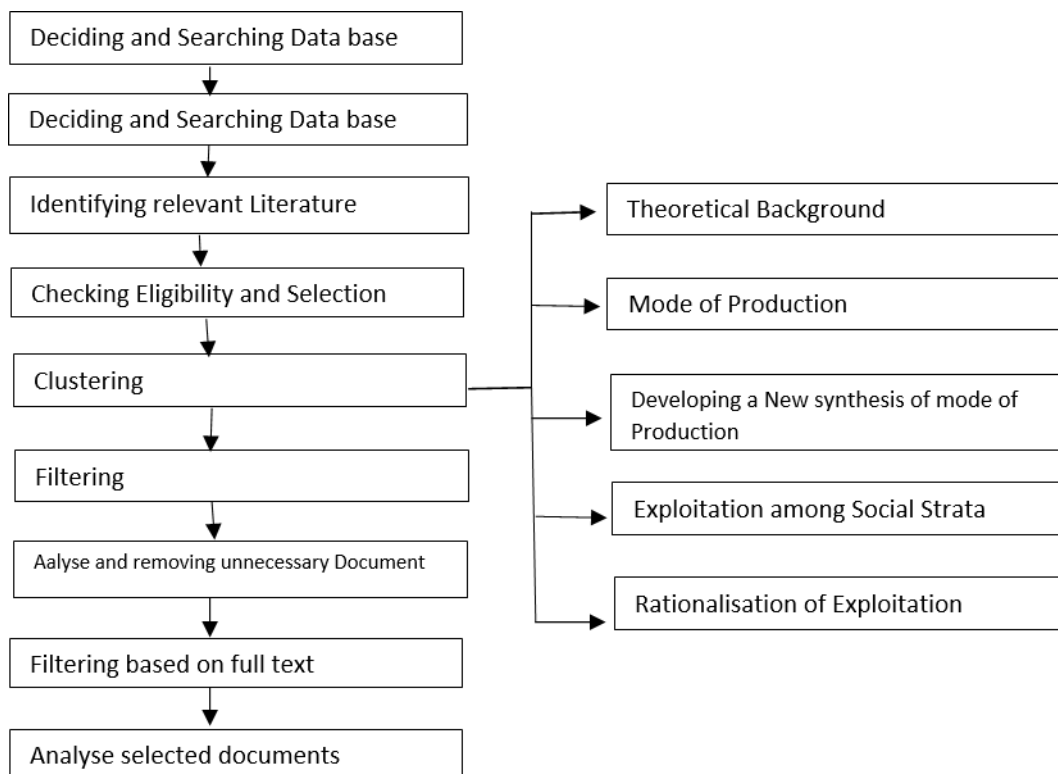 Deciding and Searching Data base
Deciding and Searching Data base
Identifying relevant Literature
Checking Eligibility and Selection
Clustering
Filtering
Aalyse and removing unnecessary Document
Filtering based on full text
Analyse selected documents
Theoretical Background
Mode of Production
Developing a New synthesis of mode of
Production
Exploitation among Social Strata
Rationalisation of Exploitation